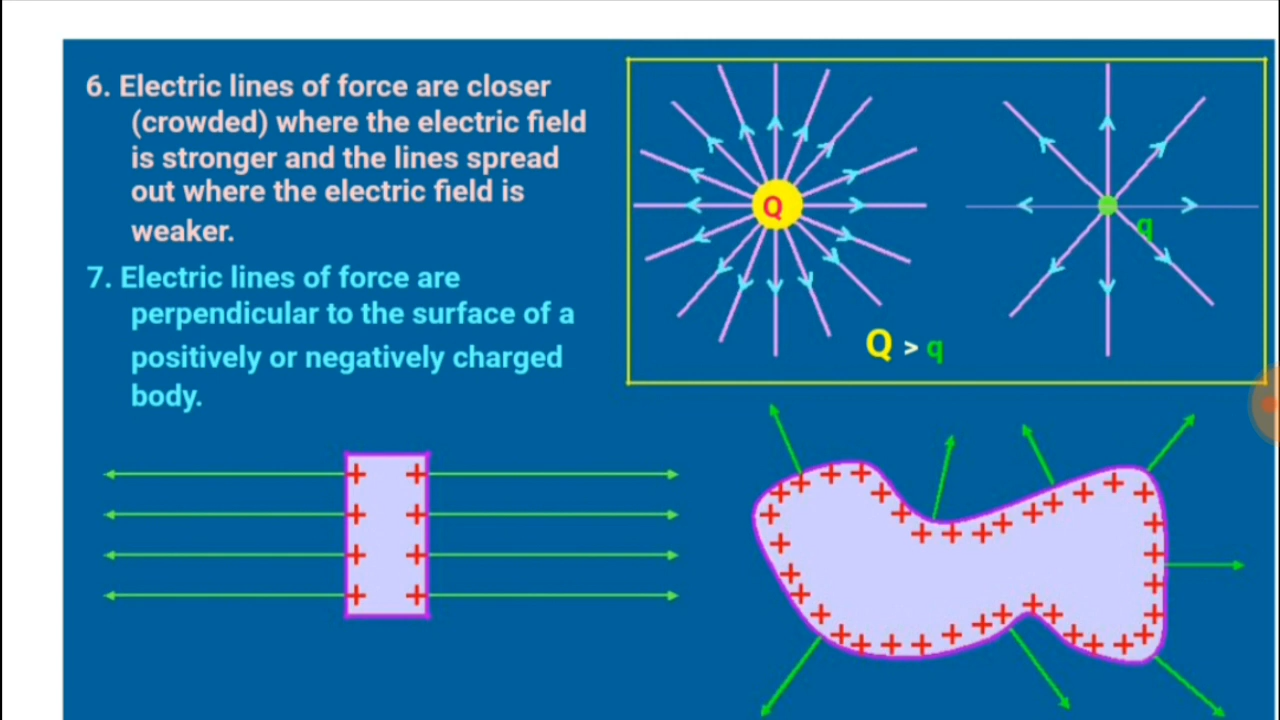 6. Electric lines of force are closer
(crowded) where the electric field
is stronger and the lines spread
out where the electric field is
weaker.
7. Electric lines of force are
perpendicular to the surface of a
positively or negatively charged
body.
Q
q
Q > q
+ +
+ +
+ +
+ +